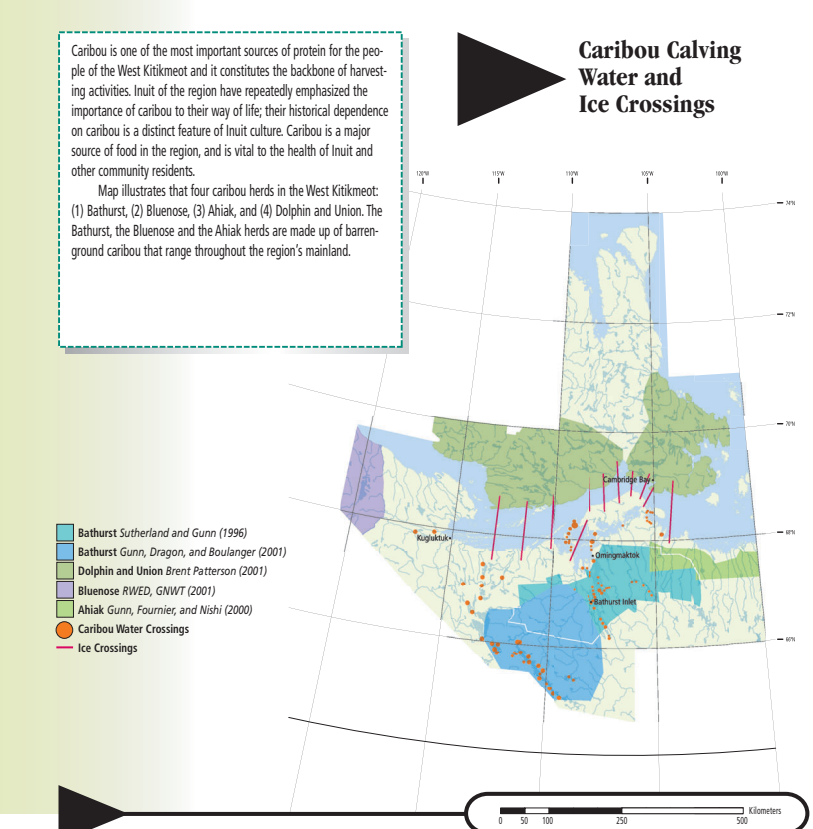 Caribou is one of the most important sources of protein for the peo-
ple of the West Kitikmeot and it constitutes the backbone of harvest-
ing activities. Inuit of the region have repeatedly emphasized the
importance of caribou to their way of life; their historical dependence
on caribou is a distinct feature of Inuit culture. Caribou is a major
source of food in the region, and is vital to the health of Inuit and
other community residents.
Map illustrates that four caribou herds in the West Kitikmeot:
(1) Bathurst, (2) Bluenose, (3) Ahiak, and (4) Dolphin and Union. The
Bathurst, the Bluenose and the Ahiak herds are made up of barren-
ground caribou that range throughout the region's mainland.
Caribou Calving
Water and
Ice Crossings
120°W 115°W 110°W 105°W 100°W
74°N
72°N
70°N
68°N
66°N
Cambridge Bay
Kugluktuk
Omingmaktok
Bathurst Inlet
Bathurst Sutherland and Gunn (1996)
Bathurst Gunn, Dragon, and Boulanger (2001)
Dolphin and Union Brent Patterson (2001)
Bluenose RWED, GNWT (2001)
Ahiak Gunn, Fournier, and Nishi (2000)
Caribou Water Crossings
Ice Crossings
Kilometers
0 50 100 250 500